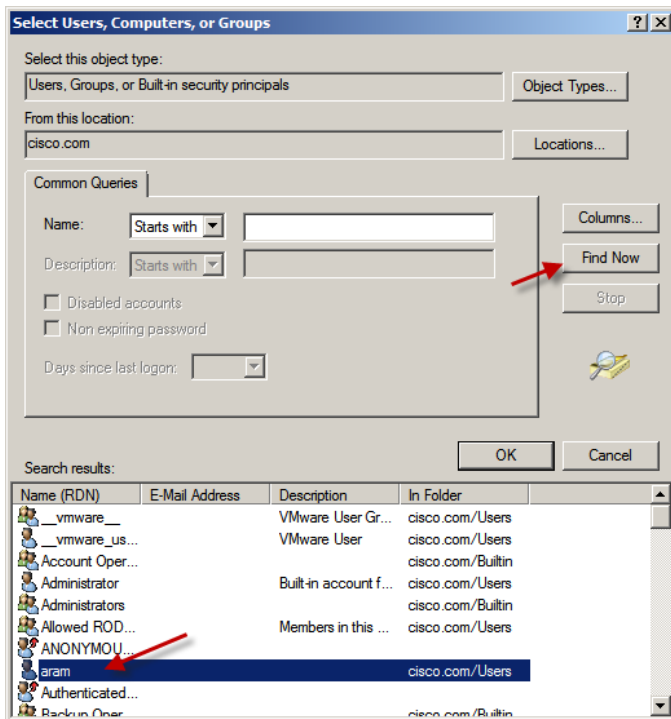 Select Users, Computers, or Groups
Select this object type:
Users, Groups, or Built-in security principals
Object Types...
From this location:
cisco.com
Locations...
Common Queries
Name:
Starts with
Columns...
Description:
Starts with
Find Now
Disabled accounts
Stop
Non expiring password
Days since last logon:
OK
Cancel
Search results:
Name (RDN) E-Mail Address Description In Folder
__vmware__ VMware User Gr... cisco.com/Users
__vmware_us... VMware User cisco.com/Users
Account Oper... cisco.com/Builtin
Administrator Built-in account f... cisco.com/Users
Administrators cisco.com/Builtin
Allowed ROD... Members in this ... cisco.com/Users
ANONYMOU...
aram cisco.com/Users
Authenticated...
Backup Oper... cisco.com/Builtin